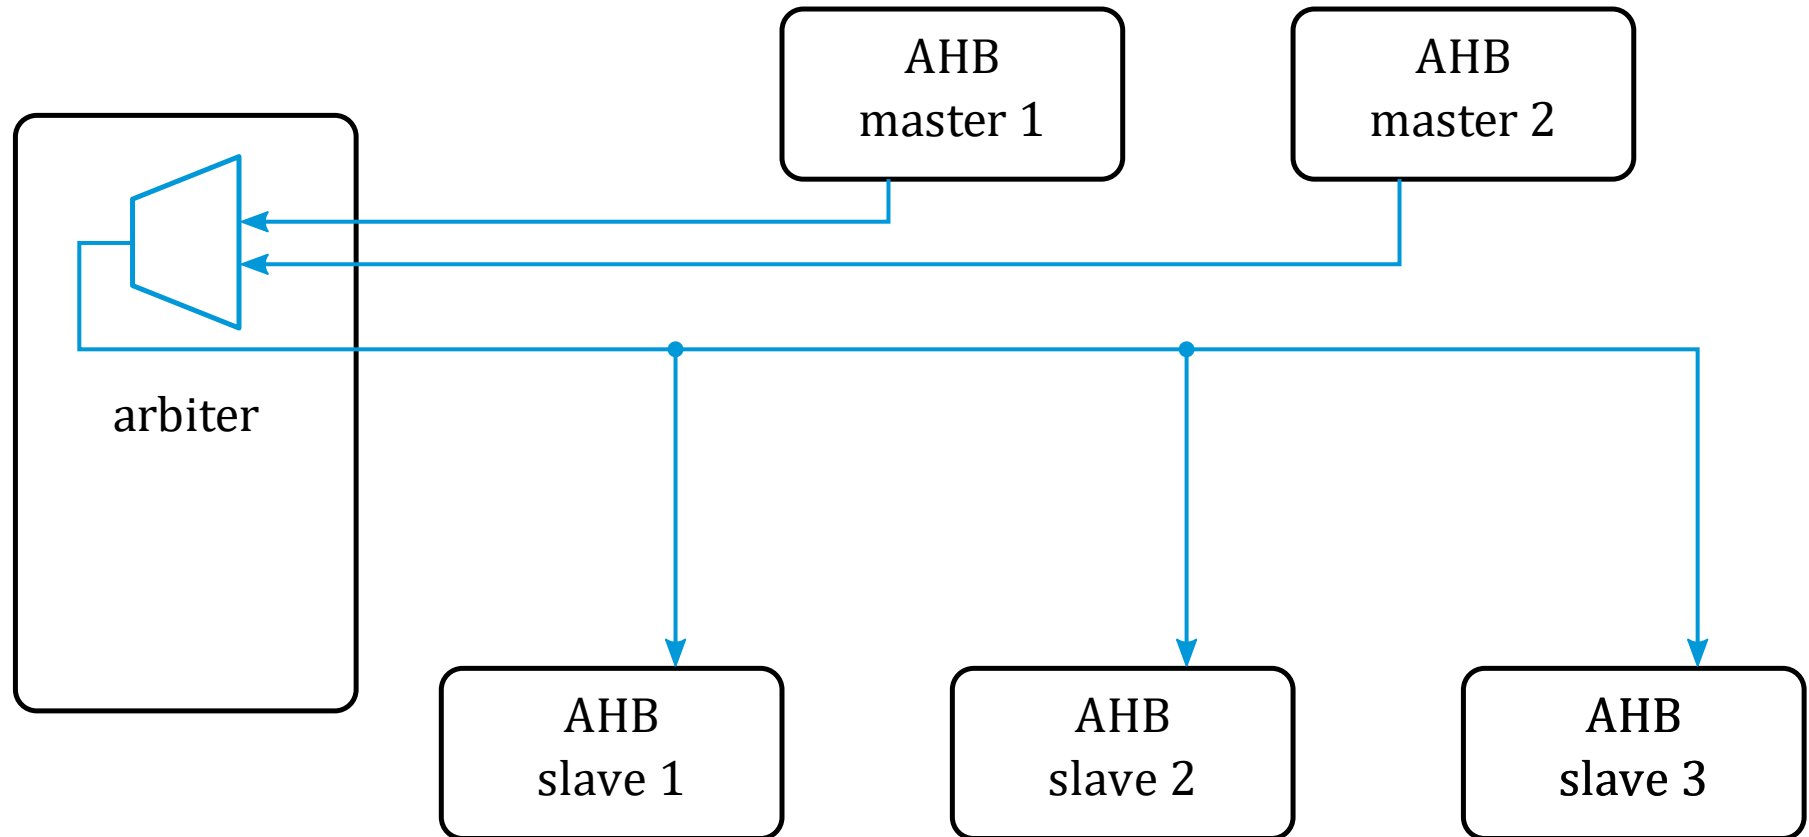 AHB
master 1
AHB
master 2
arbiter
AHB
slave 1
AHB
slave 2
AHB
slave 3